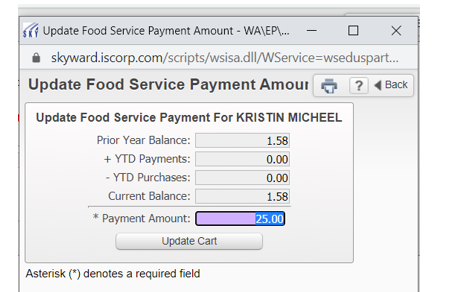 Update Food Service Payment Amount - WA\EP\...
skyward.iscorp.com/scripts/wsisa.dll/WService=wseduspart...
Update Food Service Payment Amour ? Back
Update Food Service Payment For KRISTIN MICHEEL
Prior Year Balance: 1.58
+ YTD Payments: 0.00
- YTD Purchases: 0.00
Current Balance: 1.58
* Payment Amount: 25.00
Update Cart
Asterisk (*) denotes a required field